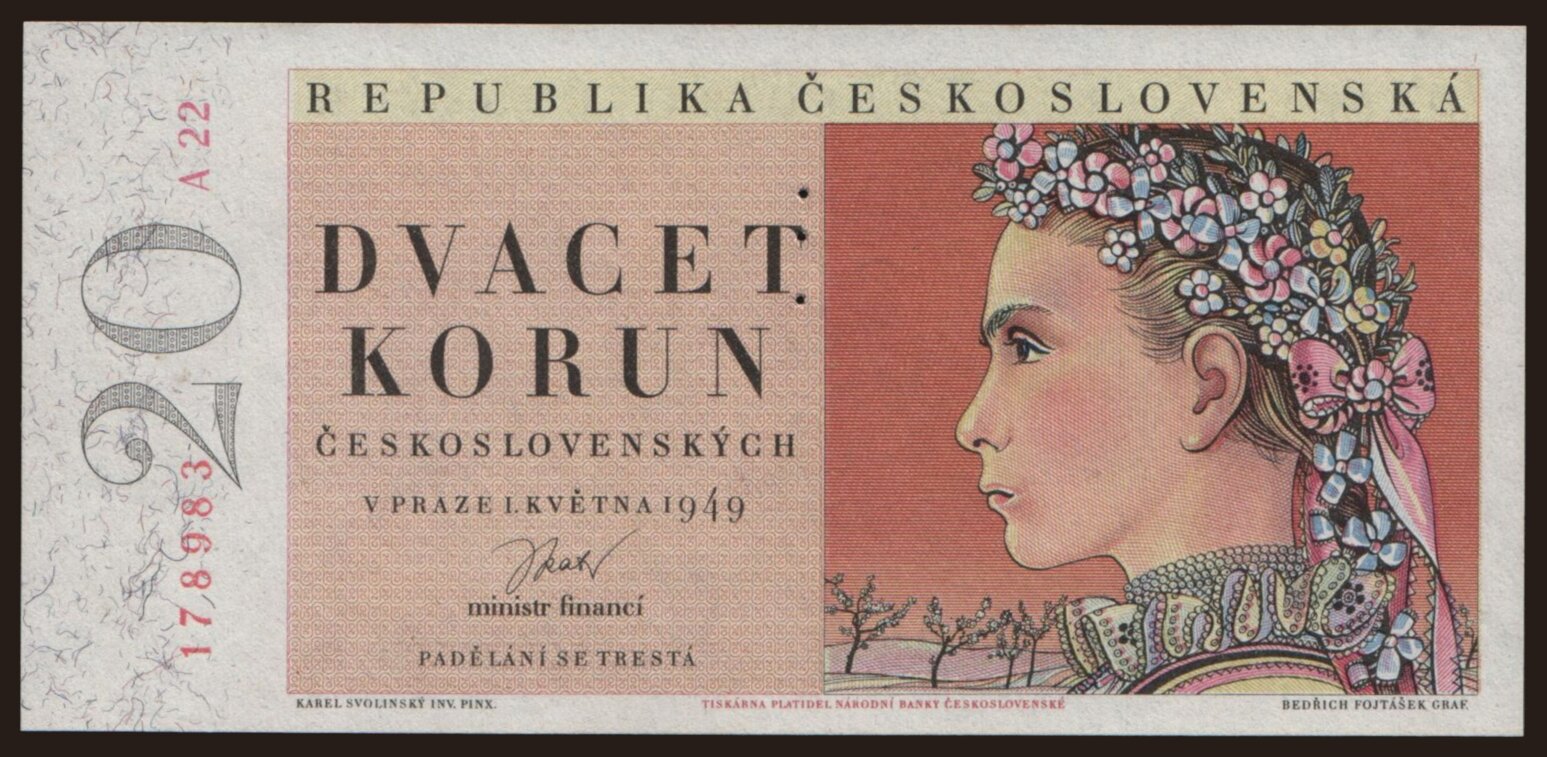 REPUBLIKA ČESKOSLOVENSKÁ
DVACET
KORUN
ČESKOSLOVENSKÝCH
V PRAZE 1. KVĚTNA 1949
ministr financí
PADĚLÁNÍ SE TRESTÁ
KAREL SVOLINSKÝ INV. PINX.
TISKÁRNA PLATIDEL NÁRODNÍ BANKY ČESKOSLOVENSKÉ
BEDŘICH FOJTÁŠEK GRAF.
20
178983 A 22